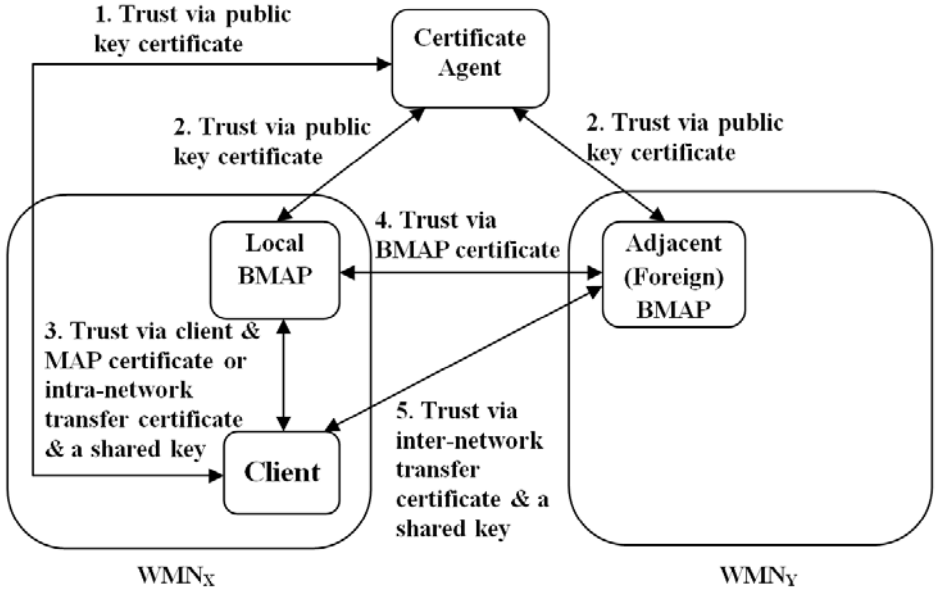 1. Trust via public
key certificate
Certificate
Agent
2. Trust via public
key certificate
2. Trust via public
key certificate
Local
BMAP
4. Trust via
BMAP certificate
Adjacent
(Foreign)
BMAP
3. Trust via client &
MAP certificate or
intra-network
transfer certificate
& a shared key
Client
5. Trust via
inter-network
transfer
certificate & a
shared key
WMNX
WMNY